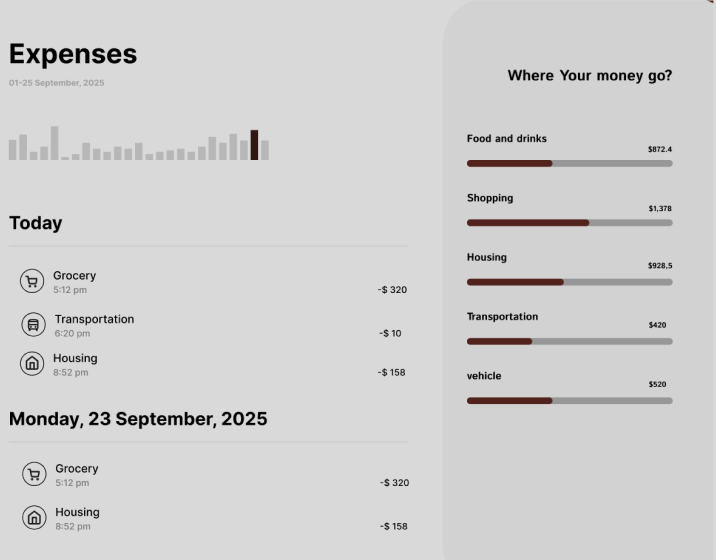 Expenses
01-25 September, 2025
Today
Grocery
5:12 pm
-$ 320
Transportation
6:20 pm
-$ 10
Housing
8:52 pm
-$ 158
Monday, 23 September, 2025
Grocery
5:12 pm
-$ 320
Housing
8:52 pm
-$ 158
Where Your money go?
Food and drinks
$872.4
Shopping
$1,378
Housing
$928,5
Transportation
$420
vehicle
$520